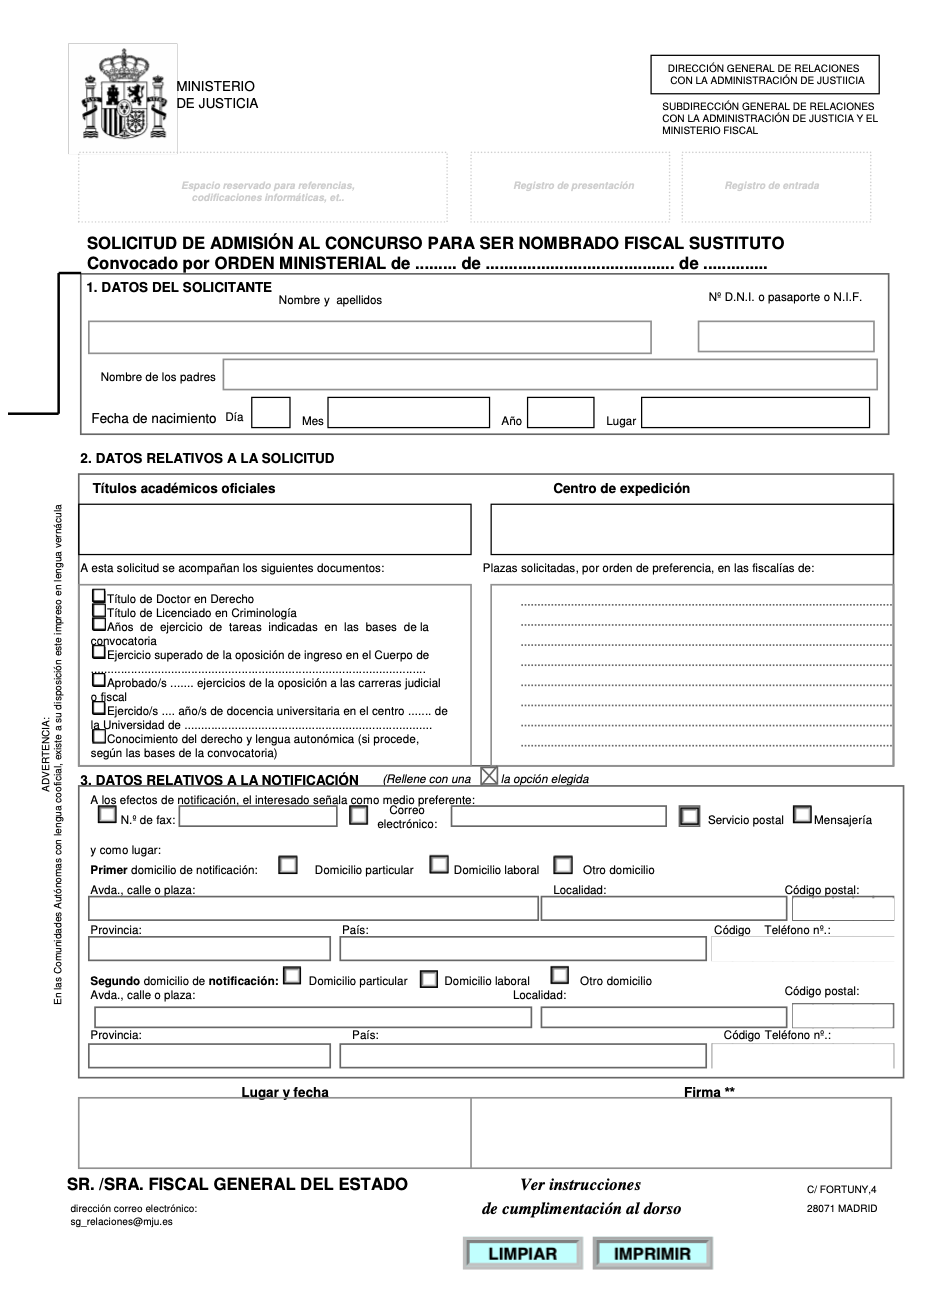 MINISTERIO
DE JUSTICIA
DIRECCIÓN GENERAL DE RELACIONES
CON LA ADMINISTRACIÓN DE JUSTICIA
SUBDIRECCIÓN GENERAL DE RELACIONES
CON LA ADMINISTRACIÓN DE JUSTICIA Y EL
MINISTERIO FISCAL
Espacio reservado para referencias,
codificaciones informáticas, et..
Registro de presentación
Registro de entrada
SOLICITUD DE ADMISIÓN AL CONCURSO PARA SER NOMBRADO FISCAL SUSTITUTO
Convocado por ORDEN MINISTERIAL de ......... de ......................................... de ..............
1. DATOS DEL SOLICITANTE
Nombre y apellidos
Nº D.N.I. o pasaporte o N.I.F.
Nombre de los padres
Fecha de nacimiento Día Mes Año Lugar
2. DATOS RELATIVOS A LA SOLICITUD
Títulos académicos oficiales
Centro de expedición
A esta solicitud se acompañan los siguientes documentos:
Plazas solicitadas, por orden de preferencia, en las fiscalías de:
Título de Doctor en Derecho
Título de Licenciado en Criminología
Años de ejercicio de tareas indicadas en las bases de la
convocatoria
Ejercicio superado de la oposición de ingreso en el Cuerpo de
....................................................................................................
Aprobado/s ....... ejercicios de la oposición a las carreras judicial
o fiscal
Ejercido/s .... año/s de docencia universitaria en el centro ....... de
la Universidad de ..........................................................................
Conocimiento del derecho y lengua autonómica (si procede,
según las bases de la convocatoria)
ADVERTENCIA:
En las Comunidades Autónomas con lengua cooficial, existe a su disposición este impreso en lengua vernácula
3. DATOS RELATIVOS A LA NOTIFICACIÓN (Rellene con una la opción elegida
A los efectos de notificación, el interesado señala como medio preferente:
N.º de fax:
Correo
electrónico:
Servicio postal
Mensajería
y como lugar:
Primer domicilio de notificación: Domicilio particular Domicilio laboral Otro domicilio
Avda., calle o plaza: Localidad: Código postal:
Provincia: País: Código Teléfono nº.:
Segundo domicilio de notificación: Domicilio particular Domicilio laboral Otro domicilio
Avda., calle o plaza: Localidad: Código postal:
Provincia: País: Código Teléfono nº.:
Lugar y fecha
Firma **
SR. /SRA. FISCAL GENERAL DEL ESTADO
dirección correo electrónico:
sg_relaciones@mju.es
Ver instrucciones
de cumplimentación al dorso
C/ FORTUNY,4
28071 MADRID
LIMPIAR
IMPRIMIR